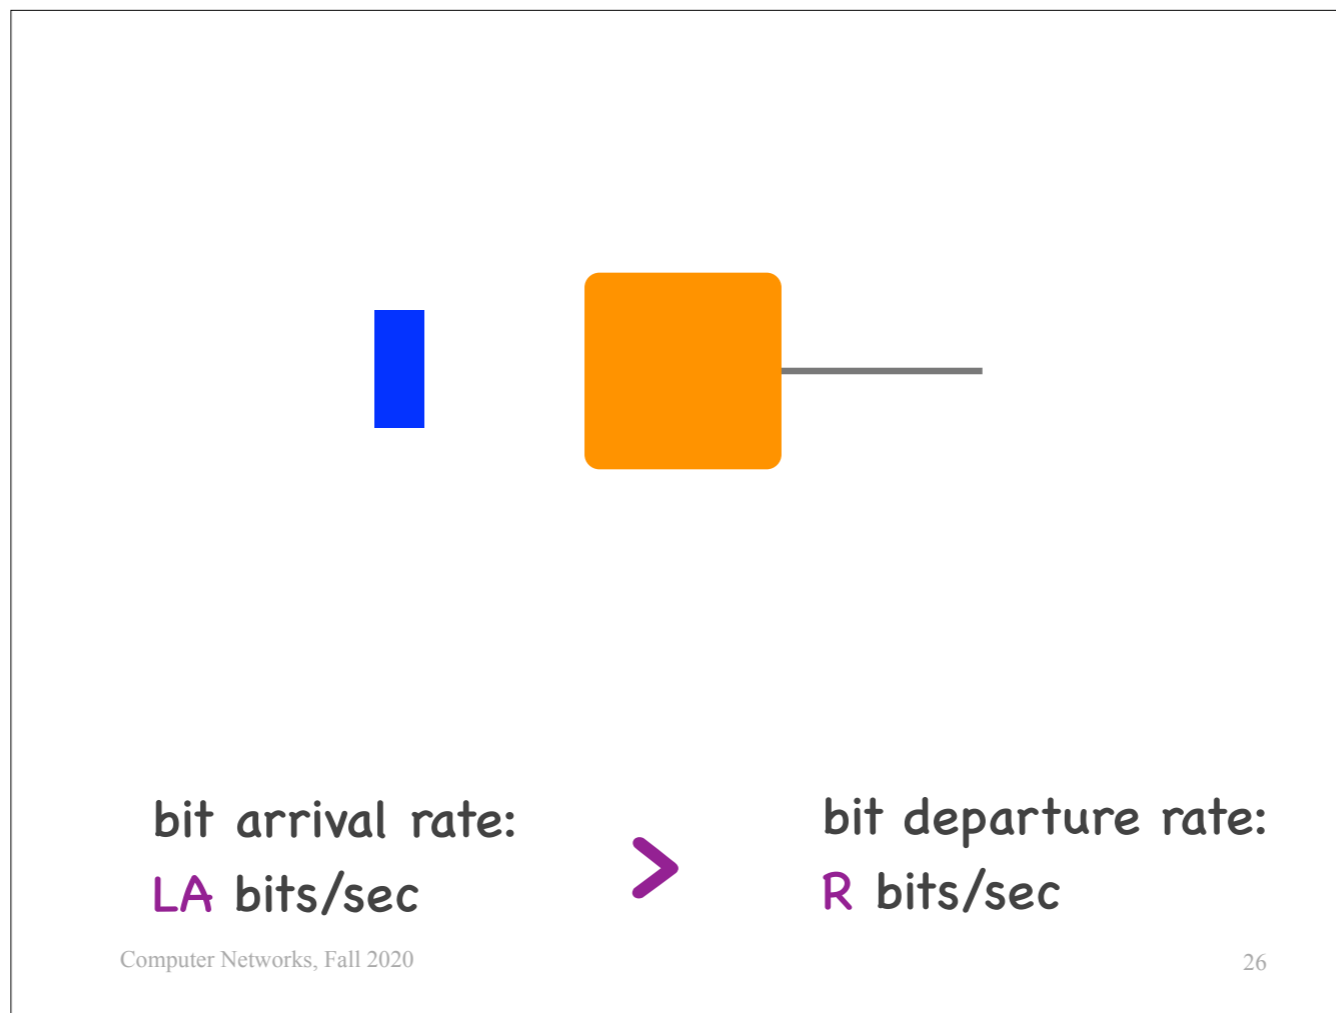 bit arrival rate:
LA bits/sec
>
bit departure rate:
R bits/sec
Computer Networks, Fall 2020
26